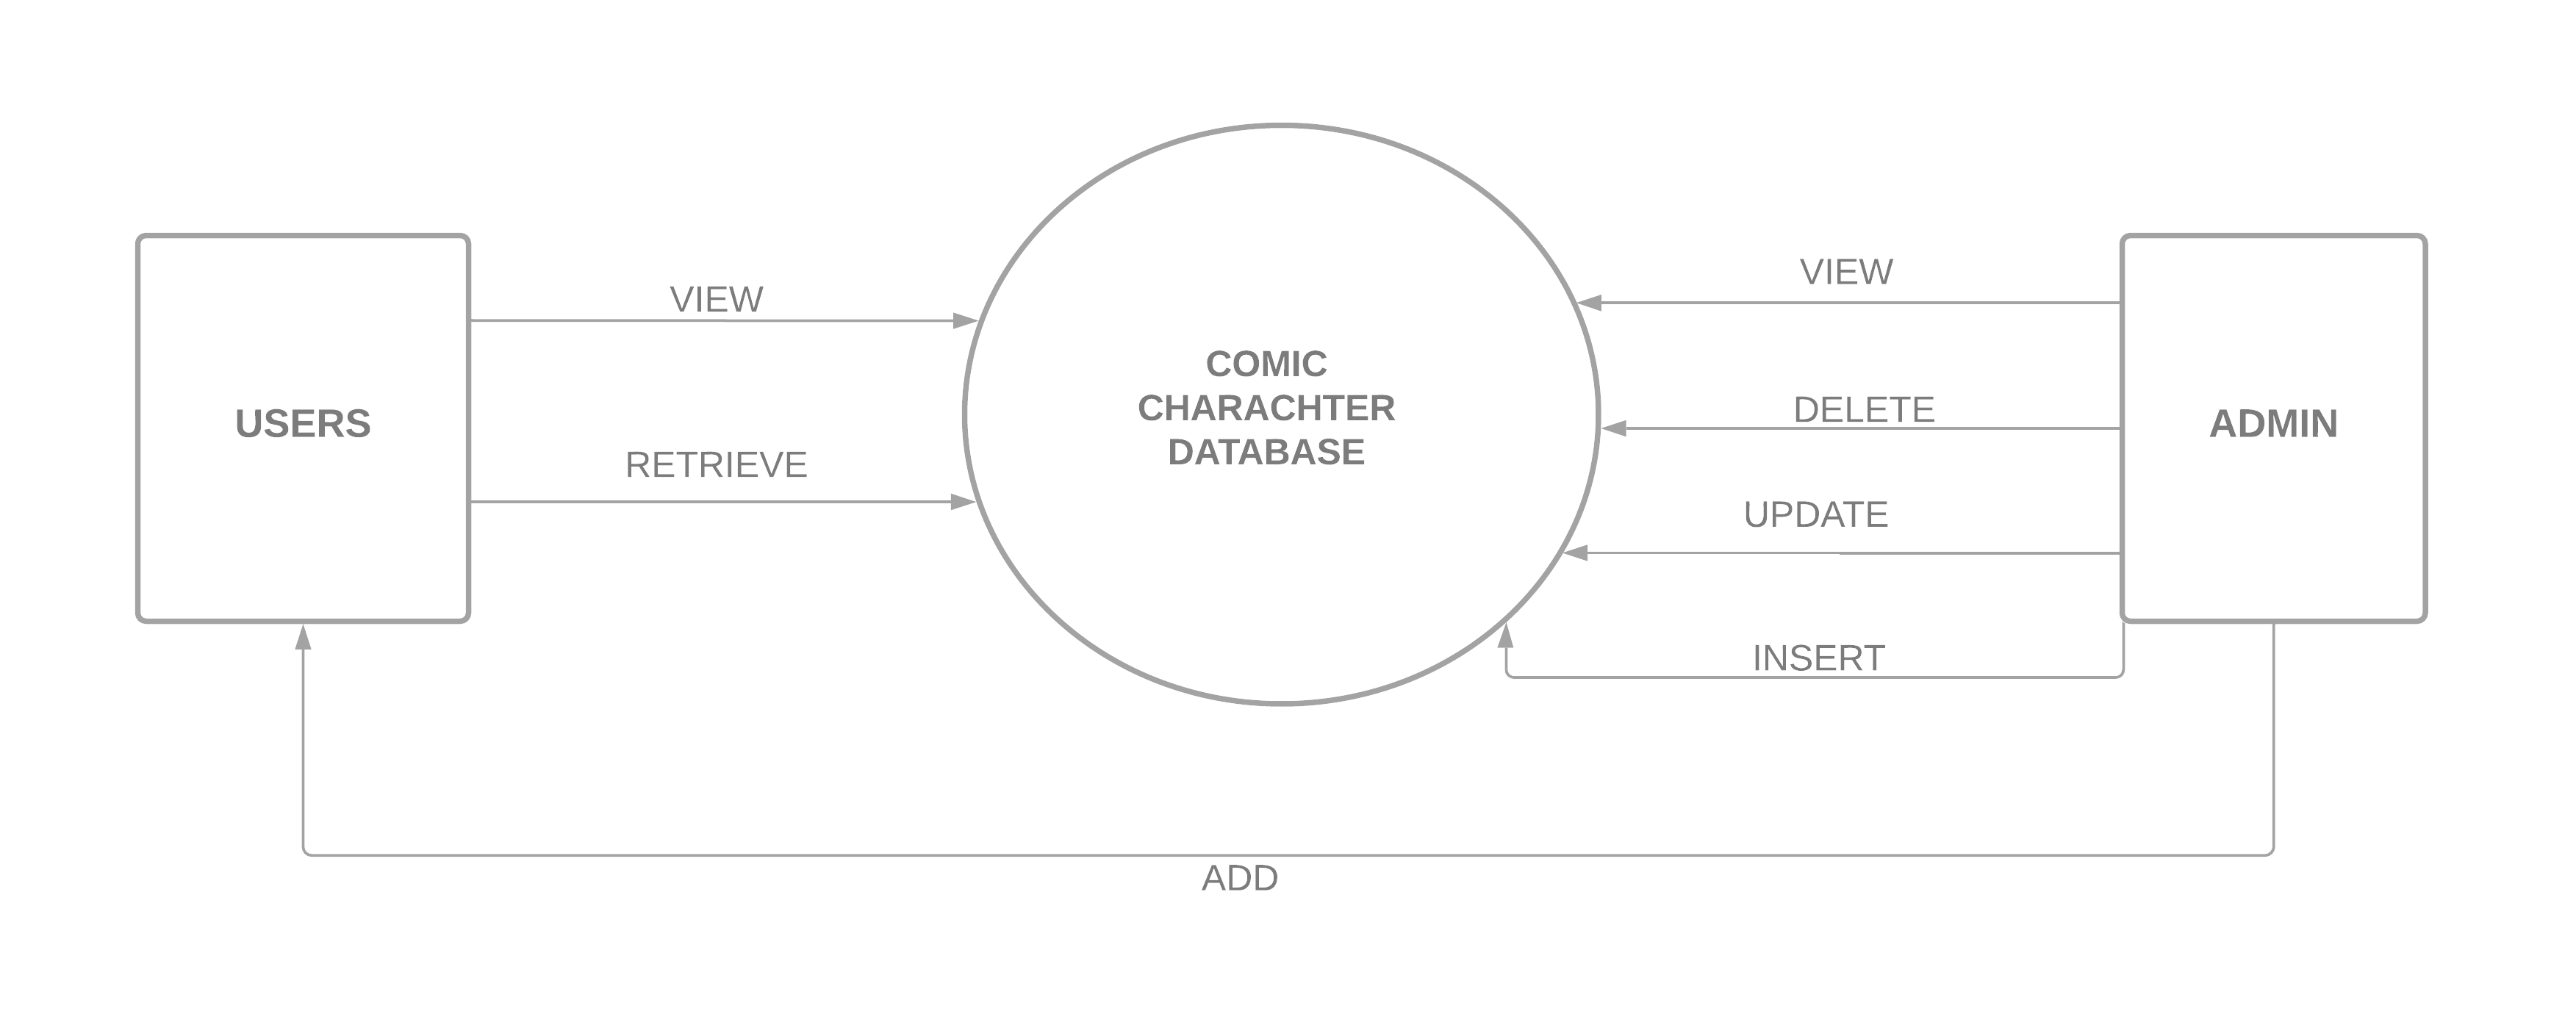 VIEW
VIEW
COMIC
CHARACHTER
DATABASE
DELETE
USERS
ADMIN
RETRIEVE
UPDATE
INSERT
ADD